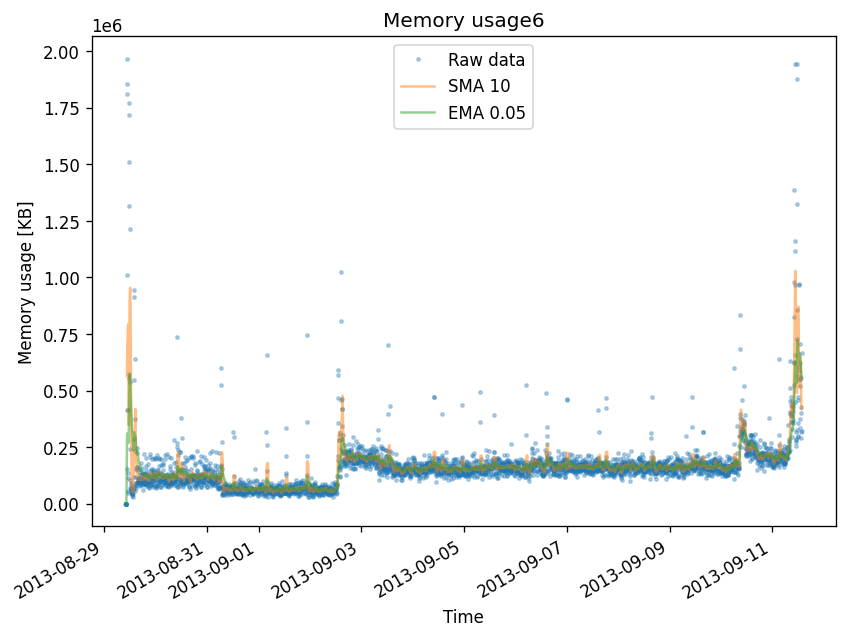 Memory usage6
1e6
2.00
1.75
1.50
1.25
1.00
0.75
0.50
0.25
0.00
Memory usage [KB]
Raw data
SMA 10
EMA 0.05
2013-08-29
2013-08-31
2013-09-01
2013-09-03
2013-09-05
2013-09-07
2013-09-09
2013-09-11
Time